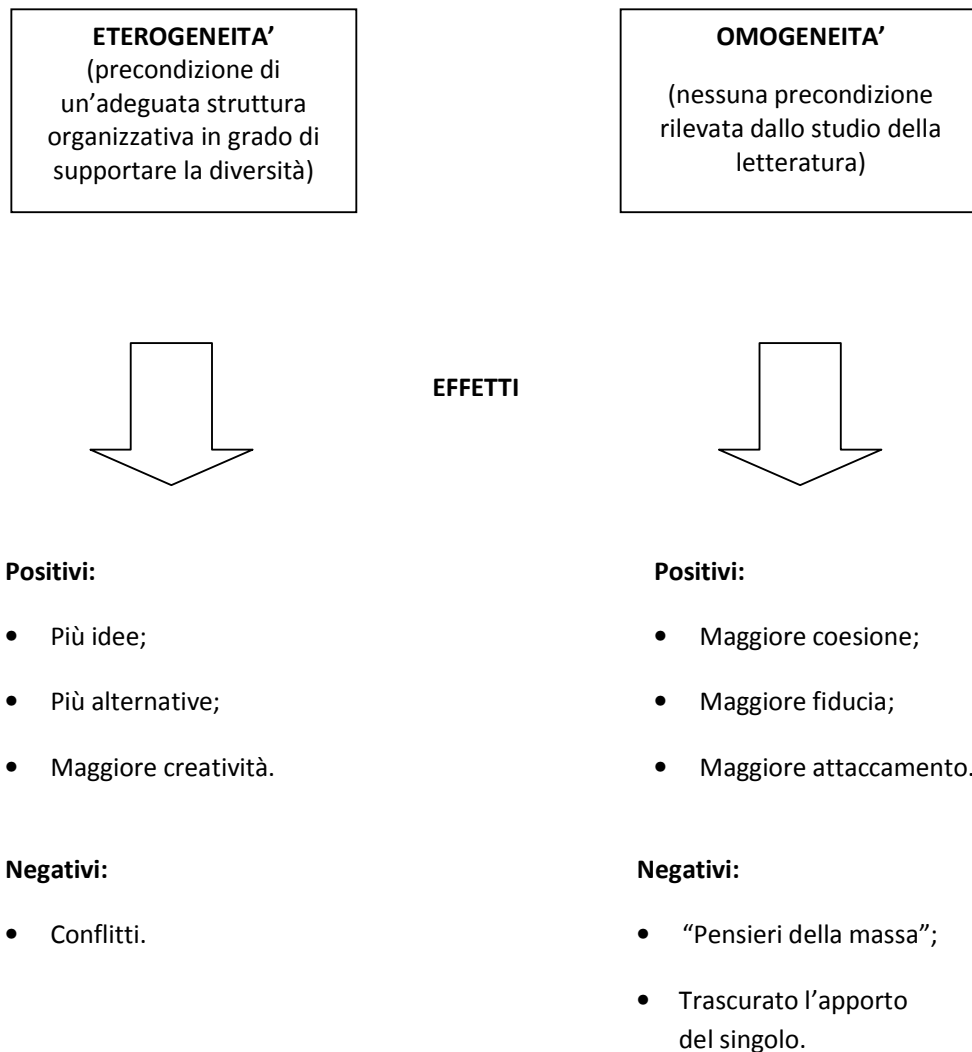 ETEROGENEITA’
(precondizione di
un’adeguata struttura
organizzativa in grado di
supportare la diversità)
OMOGENEITA’
(nessuna precondizione
rilevata dallo studio della
letteratura)
EFFETTI
Positivi:
• Più idee;
• Più alternative;
• Maggiore creatività.
Negativi:
• Conflitti.
Positivi:
• Maggiore coesione;
• Maggiore fiducia;
• Maggiore attaccamento.
Negativi:
• “Pensieri della massa”;
• Trascurato l’apporto
del singolo.